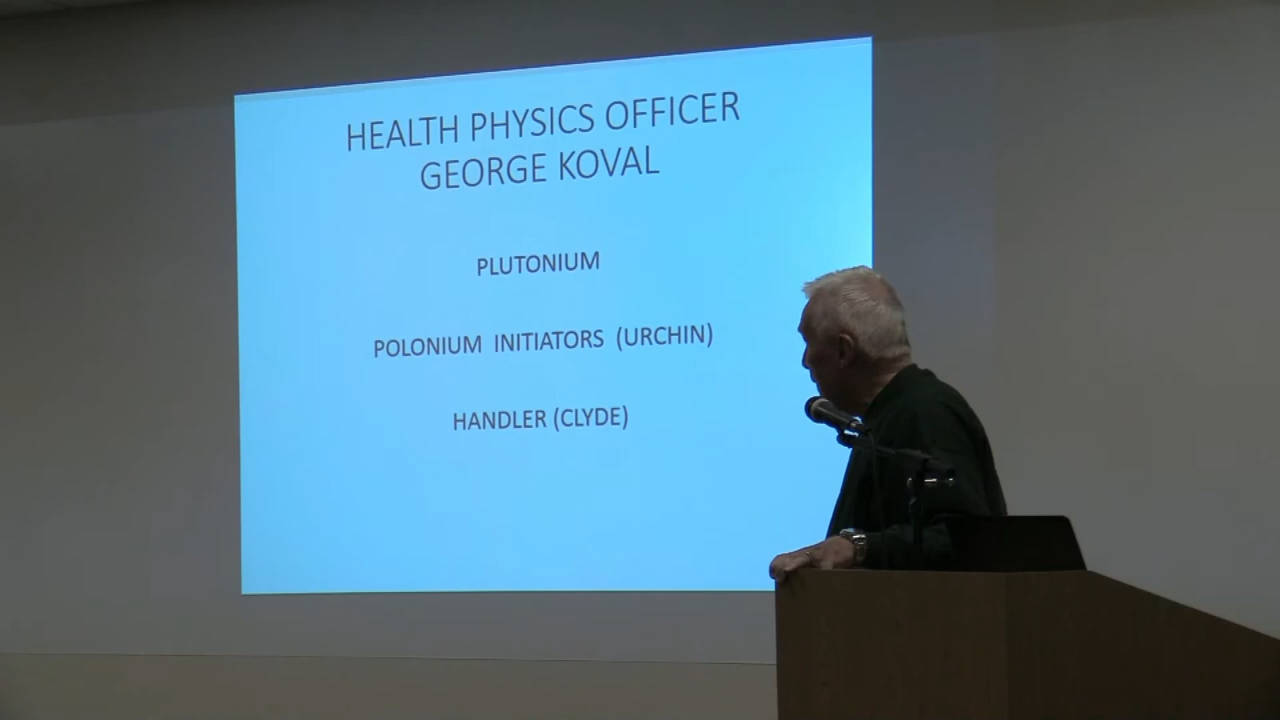 HEALTH PHYSICS OFFICER
GEORGE KOVAL
PLUTONIUM
POLONIUM INITIATORS (URCHIN)
HANDLER (CLYDE)